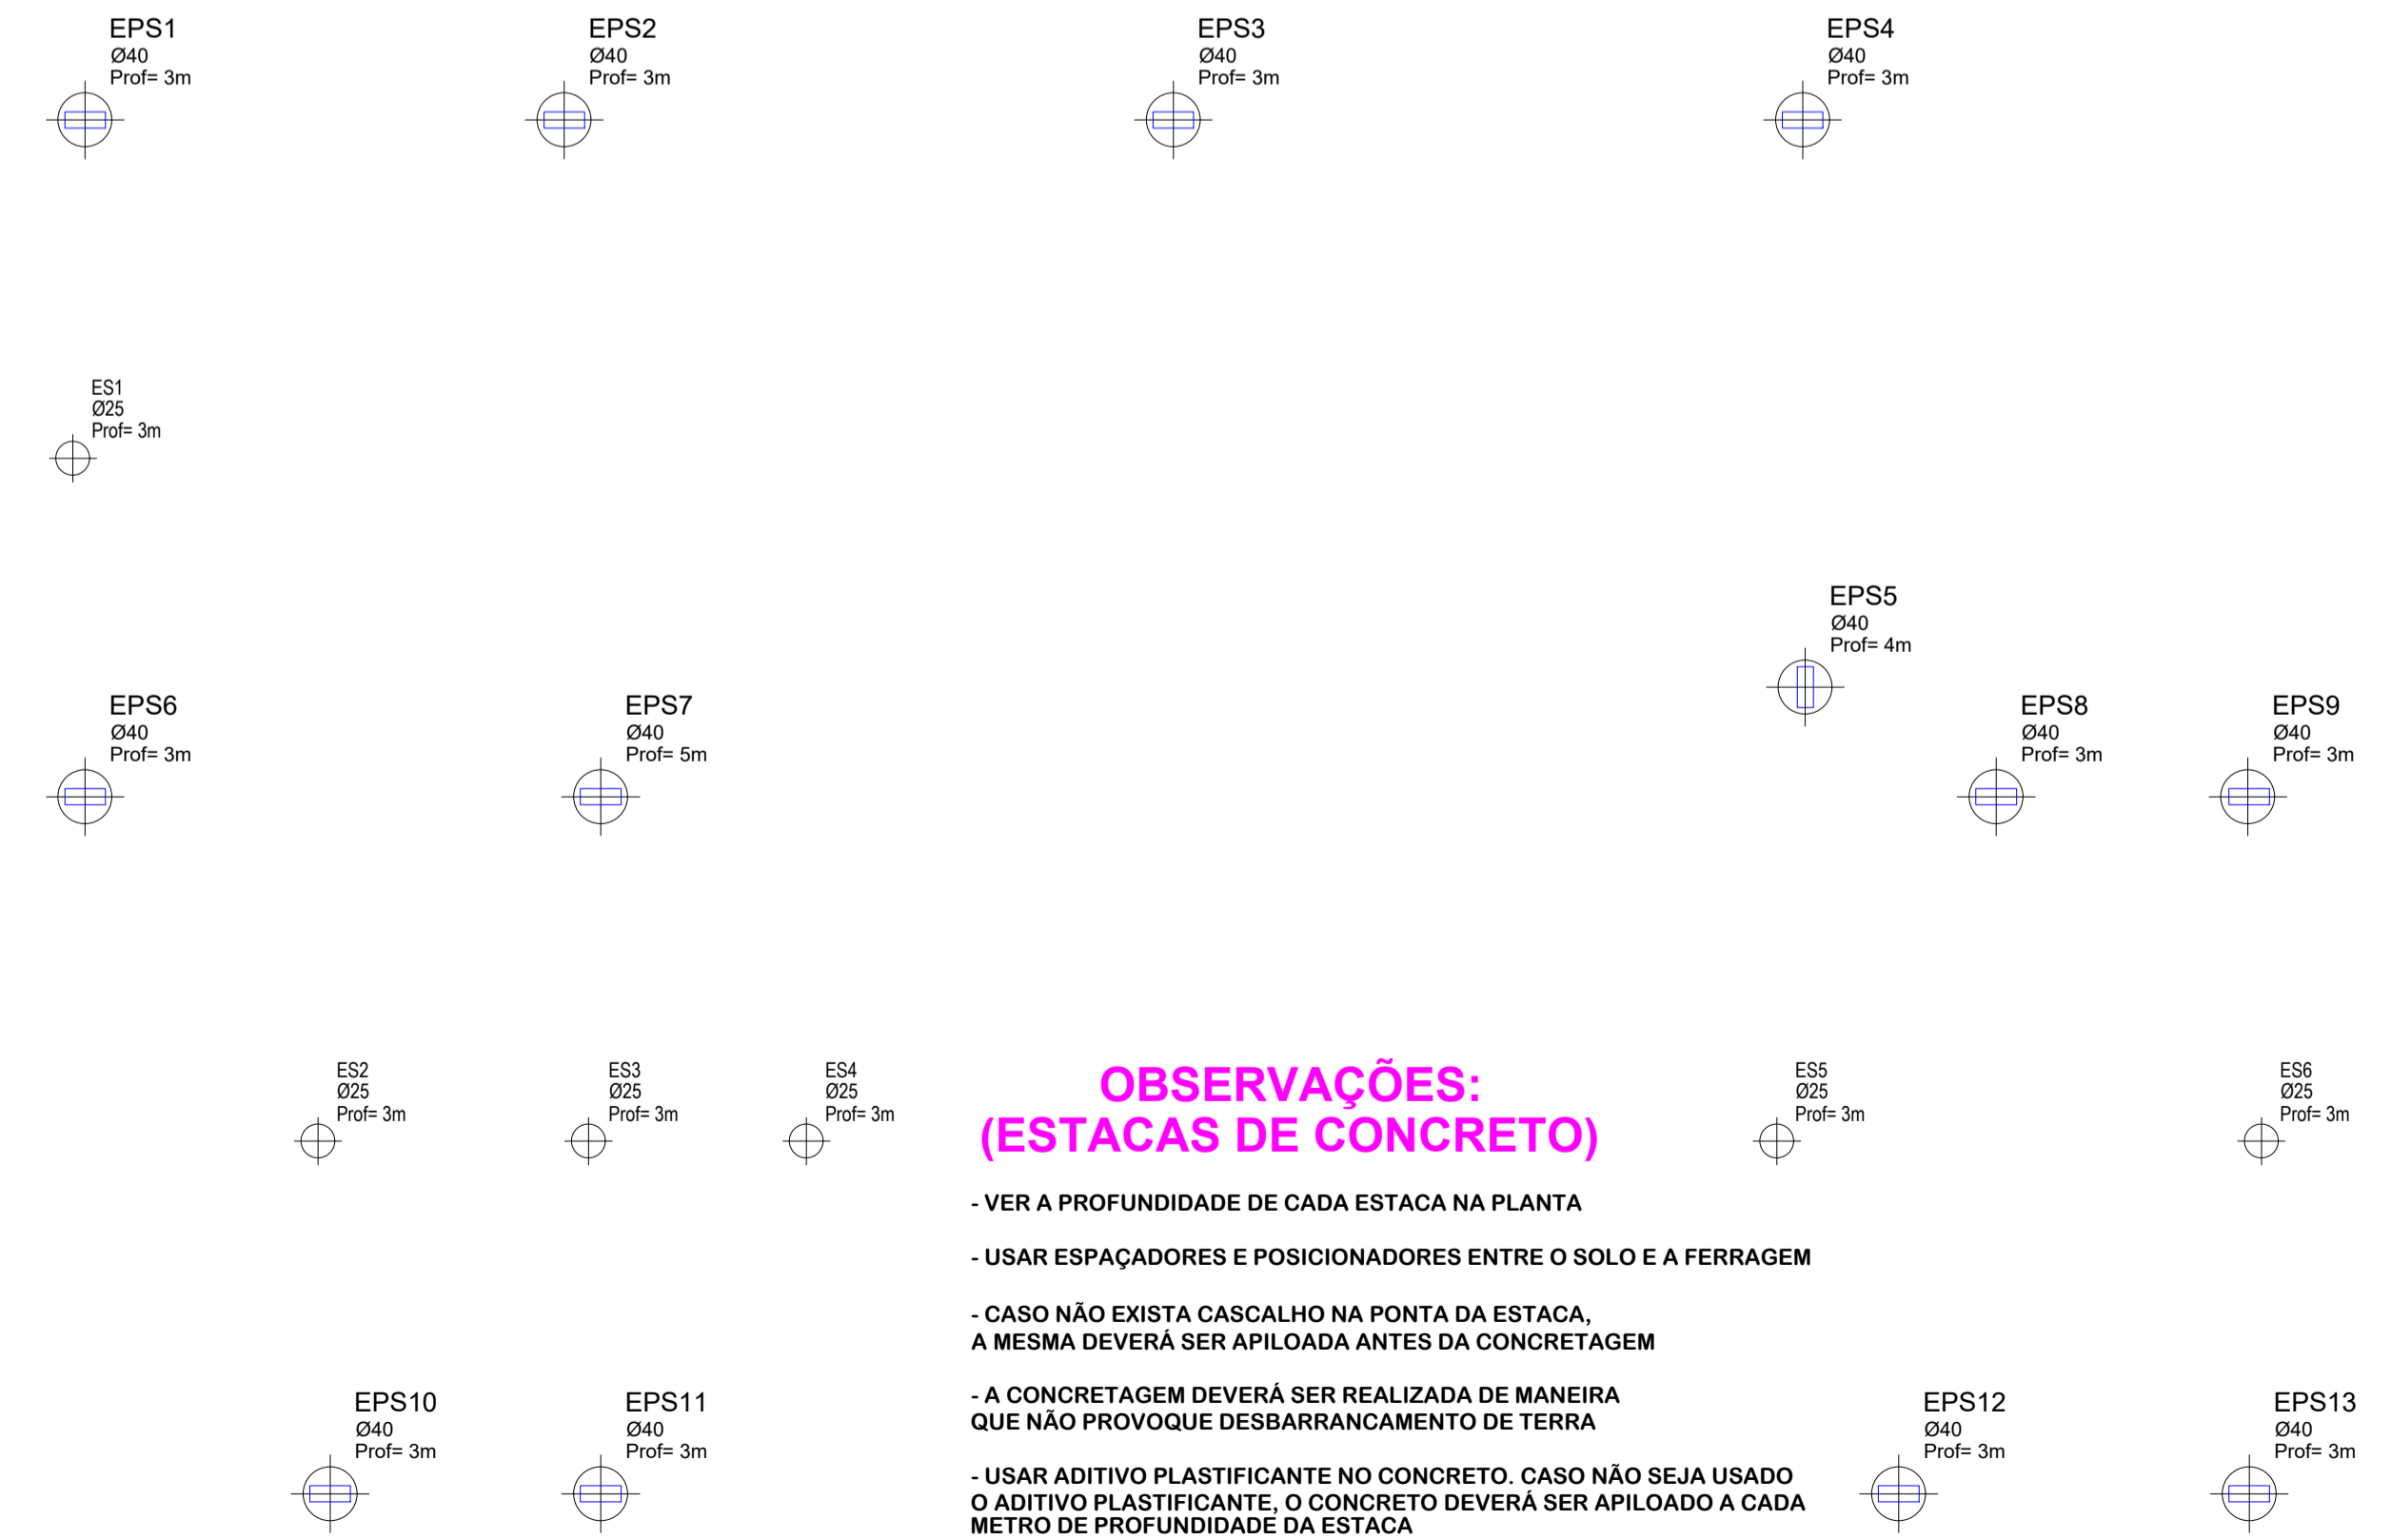 EPS1
Ø40
Prof= 3m
EPS2
Ø40
Prof= 3m
EPS3
Ø40
Prof= 3m
EPS4
Ø40
Prof= 3m
ES1
Ø25
Prof= 3m
EPS5
Ø40
Prof= 4m
EPS6
Ø40
Prof= 3m
EPS7
Ø40
Prof= 5m
EPS8
Ø40
Prof= 3m
EPS9
Ø40
Prof= 3m
ES2
Ø25
Prof= 3m
ES3
Ø25
Prof= 3m
ES4
Ø25
Prof= 3m
ES5
Ø25
Prof= 3m
ES6
Ø25
Prof= 3m
OBSERVAÇÕES:
(ESTACAS DE CONCRETO)
- VER A PROFUNDIDADE DE CADA ESTACA NA PLANTA
- USAR ESPAÇADORES E POSICIONADORES ENTRE O SOLO E A FERRAGEM
- CASO NÃO EXISTA CASCALHO NA PONTA DA ESTACA,
A MESMA DEVERÁ SER APILOADA ANTES DA CONCRETAGEM
- A CONCRETAGEM DEVERÁ SER REALIZADA DE MANEIRA
QUE NÃO PROVOQUE DESBARRANCAMENTO DE TERRA
- USAR ADITIVO PLASTIFICANTE NO CONCRETO. CASO NÃO SEJA USADO
O ADITIVO PLASTIFICANTE, O CONCRETO DEVERÁ SER APILOADO A CADA
METRO DE PROFUNDIDADE DA ESTACA
EPS10
Ø40
Prof= 3m
EPS11
Ø40
Prof= 3m
EPS12
Ø40
Prof= 3m
EPS13
Ø40
Prof= 3m